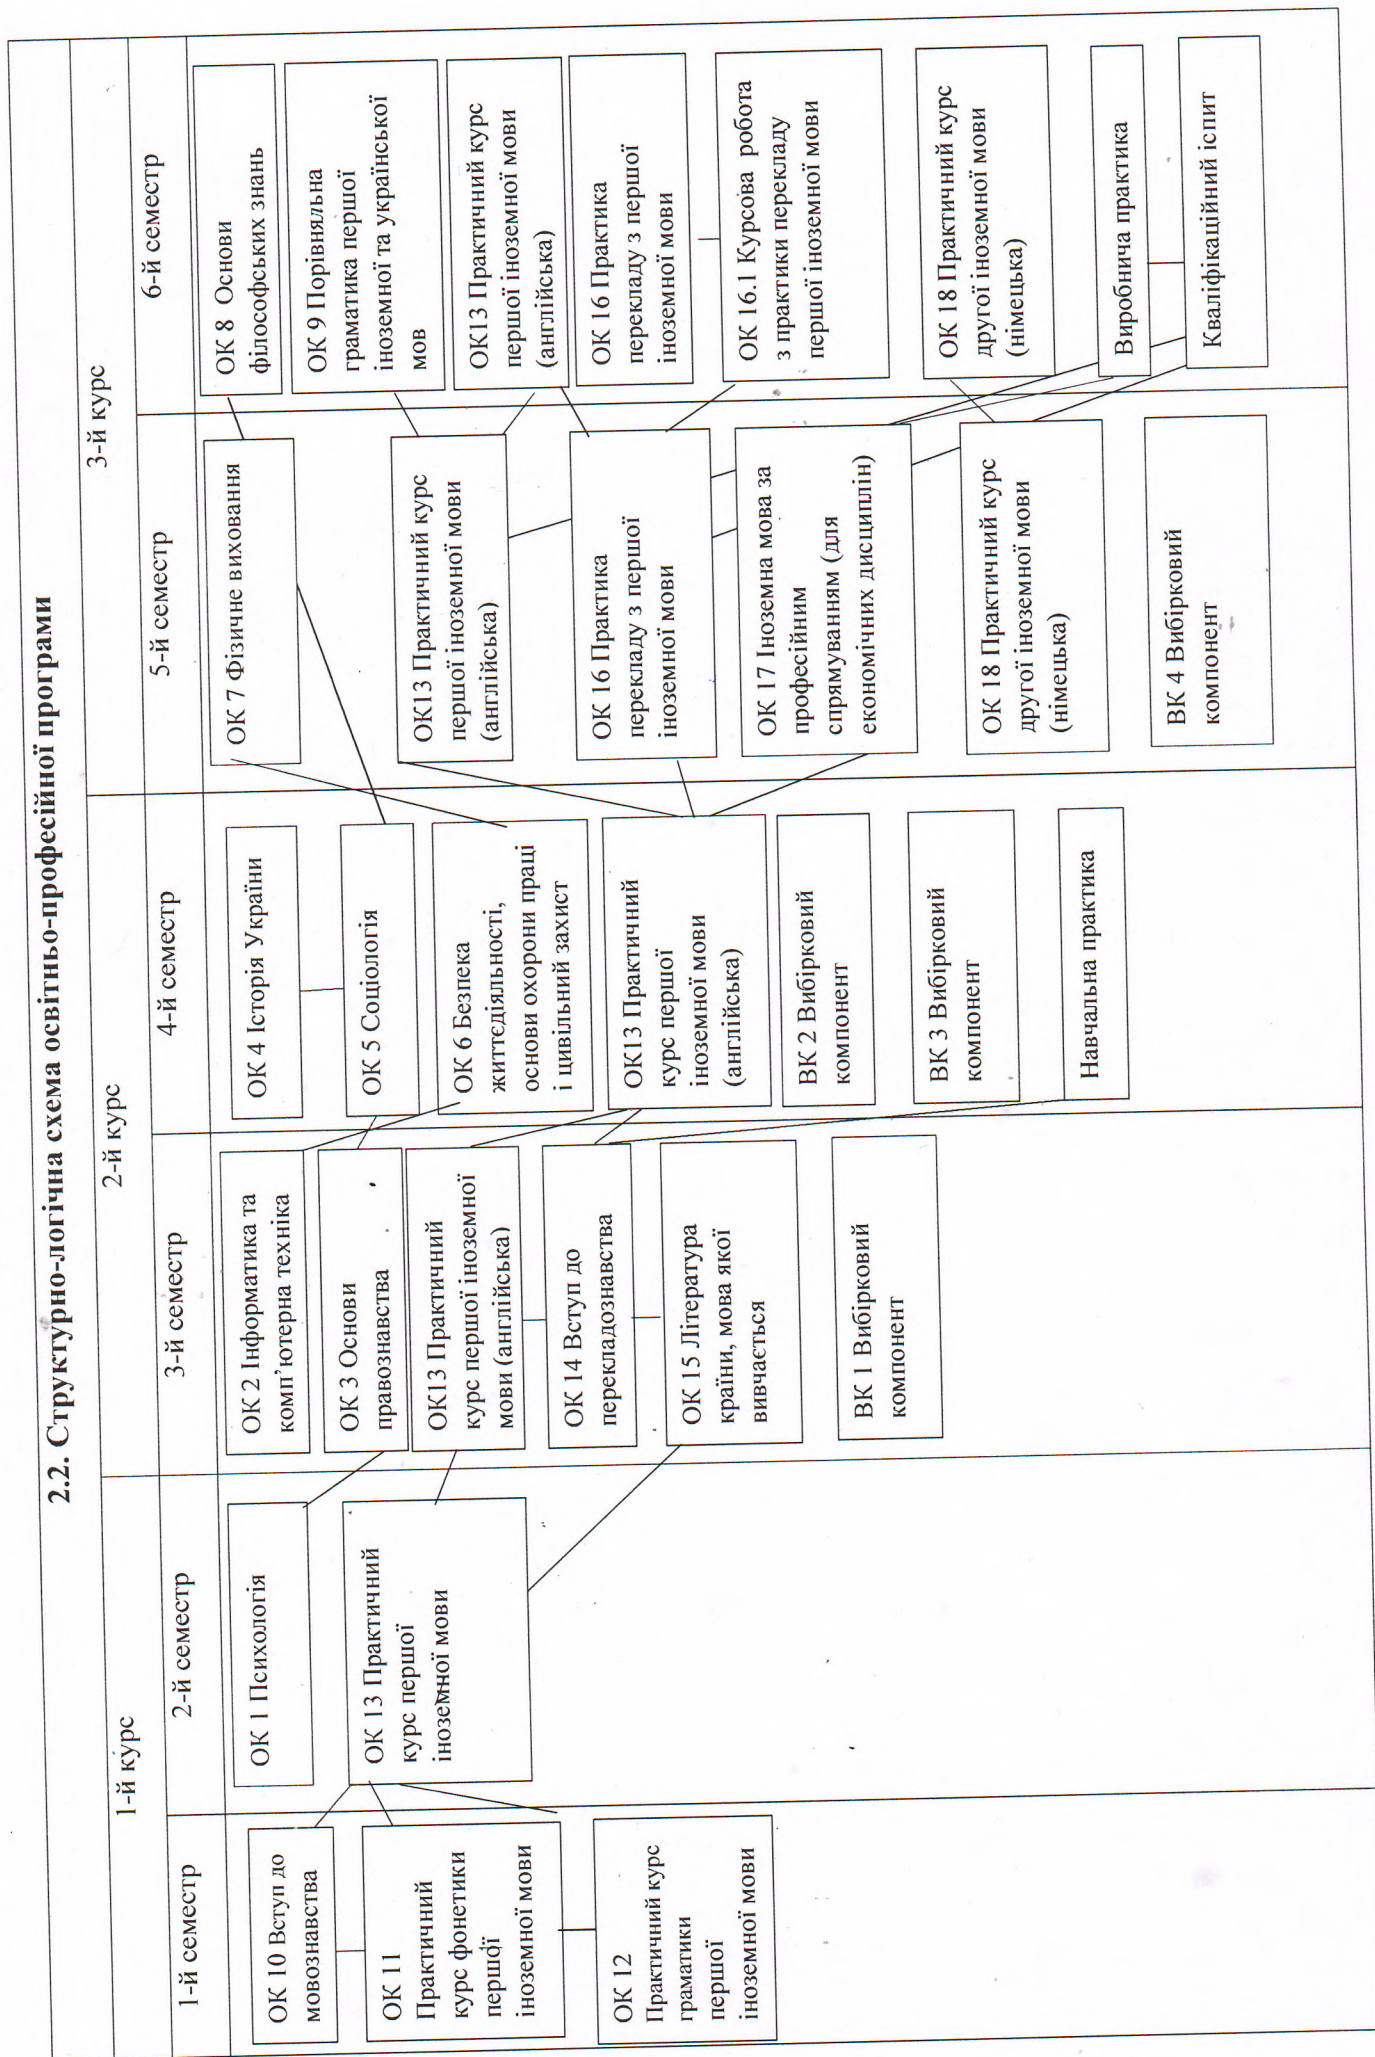 2.2. Структурно-логічна схема освітньо-професійної програми
1-й курс
2-й курс
3-й курс
1-й семестр
2-й семестр
3-й семестр
4-й семестр
5-й семестр
6-й семестр
ОК 10 Вступ до
мовознавства
ОК 11
Практичний
курс фонетики
першої
іноземної мови
ОК 12
Практичний курс
граматики
першої
іноземної мови
ОК 1 Психологія
ОК 13 Практичний
курс першої
іноземної мови
ОК 2 Інформатика та
комп’ютерна техніка
ОК 3 Основи
правознавства
ОК13 Практичний
курс першої іноземної
мови (англійська)
ОК 14 Вступ до
перекладознавства
ОК 15 Література
країни, мова якої
вивчається
ВК 1 Вибірковий
компонент
ОК 4 Історія України
ОК 5 Соціологія
ОК 6 Безпека
життєдіяльності,
основи охорони праці
і цивільний захист
ОК13 Практичний
курс першої
іноземної мови
(англійська)
ВК 2 Вибірковий
компонент
ВК 3 Вибірковий
компонент
Навчальна практика
ОК 7 Фізичне виховання
ОК13 Практичний курс
першої іноземної мови
(англійська)
ОК 16 Практика
перекладу з першої
іноземної мови
ОК 17 Іноземна мова за
професійним
спрямуванням (для
економічних дисциплін)
ОК 18 Практичний курс
другої іноземної мови
(німецька)
ВК 4 Вибірковий
компонент
ОК 8 Основи
філософських знань
ОК 9 Порівняльна
граматика першої
іноземної та української
мов
ОК13 Практичний курс
першої іноземної мови
(англійська)
ОК 16 Практика
перекладу з першої
іноземної мови
ОК 16.1 Курсова робота
з практики перекладу
першої іноземної мови
ОК 18 Практичний курс
другої іноземної мови
(німецька)
Виробнича практика
Кваліфікаційний іспит